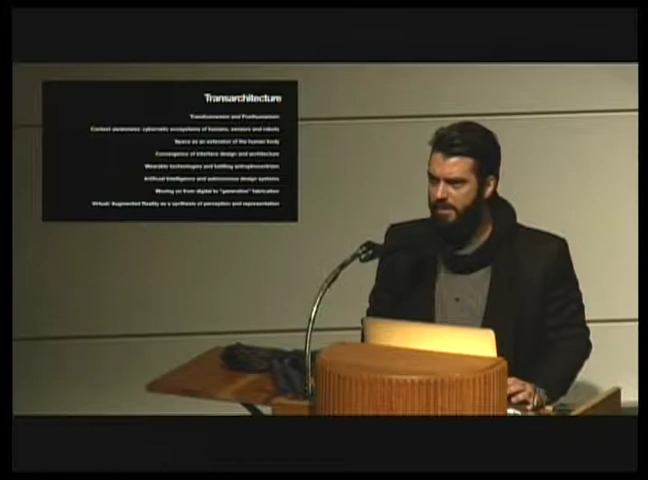 Transarchitecture
Transhumanism and Posthumanism
Context awareness: cybernetic ecosystems of humans, sensors and robots
Space as an extension of the human body
Convergence of interface design and architecture
Wearable technologies and battling anthropocentrism
Artificial Intelligence and autonomous design systems
Moving on from digital to "generative" fabrication
Virtual/ Augmented Reality as a synthesis of perception and representation